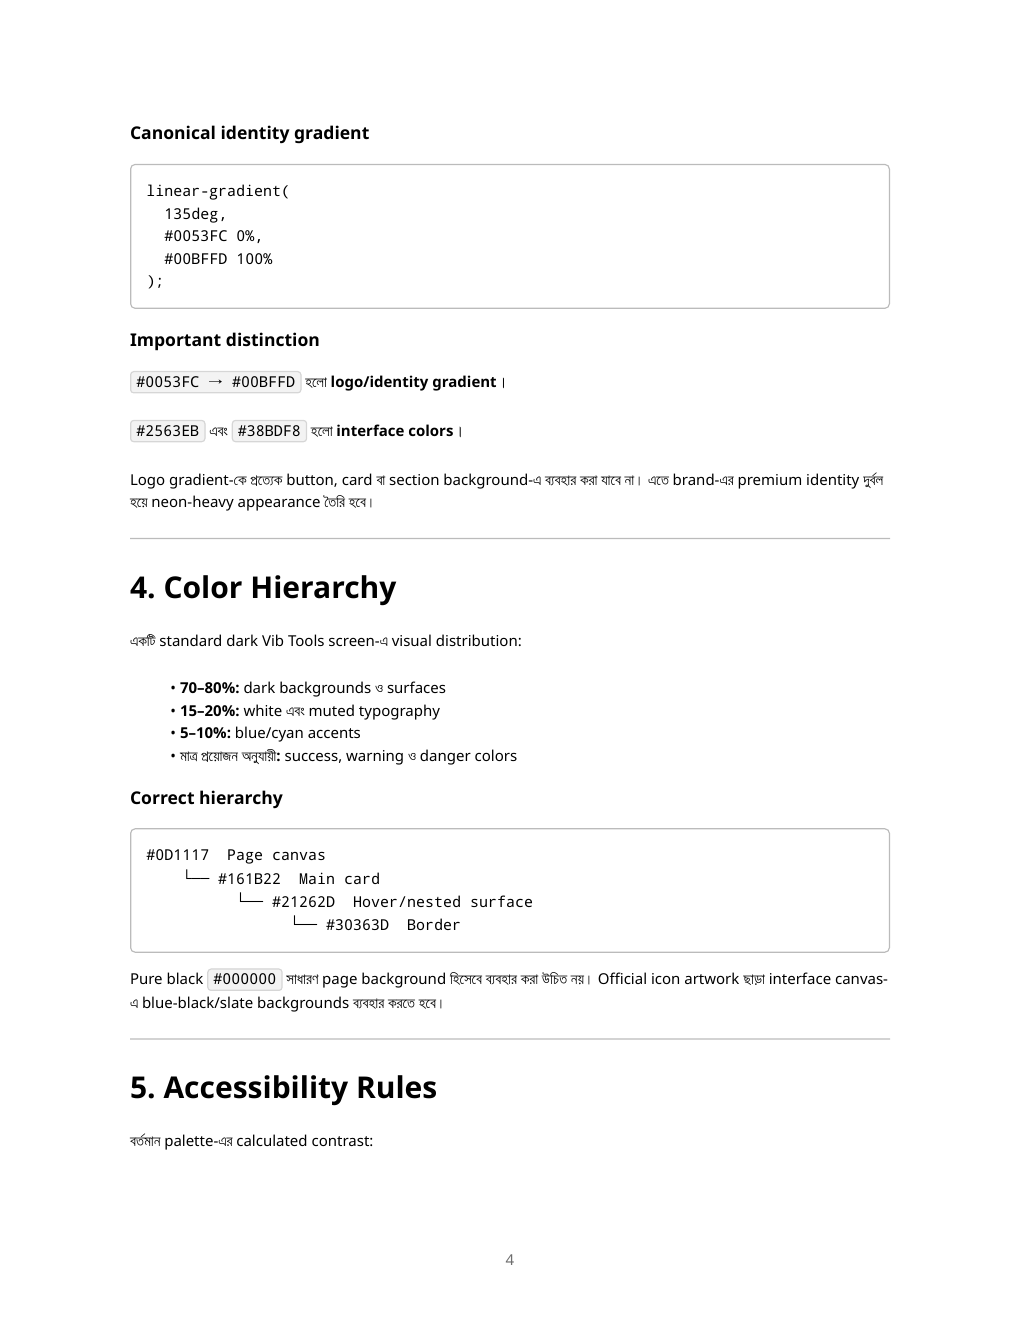 Canonical identity gradient
linear-gradient(
  135deg,
  #0053FC 0%,
  #00BFFD 100%
);
Important distinction
#0053FC → #00BFFD হলো logo/identity gradient।
#2563EB এবং #38BDF8 হলো interface colors।
Logo gradient-কে প্রত্যেক button, card বা section background-এ ব্যবহার করা যাবে না। এতে brand-এর premium identity দুর্বল
হয়ে neon-heavy appearance তৈরি হবে।
4. Color Hierarchy
একটি standard dark Vib Tools screen-এ visual distribution:
• 70–80%: dark backgrounds ও surfaces
• 15–20%: white এবং muted typography
• 5–10%: blue/cyan accents
• মাত্র প্রয়োজন অনুযায়ী: success, warning ও danger colors
Correct hierarchy
#0D1117  Page canvas
    └── #161B22  Main card
          └── #21262D  Hover/nested surface
                └── #30363D  Border
Pure black #000000 সাধারণ page background হিসেবে ব্যবহার করা উচিত নয়। Official icon artwork ছাড়া interface canvas-
এ blue-black/slate backgrounds ব্যবহার করতে হবে।
5. Accessibility Rules
বর্তমান palette-এর calculated contrast:
4